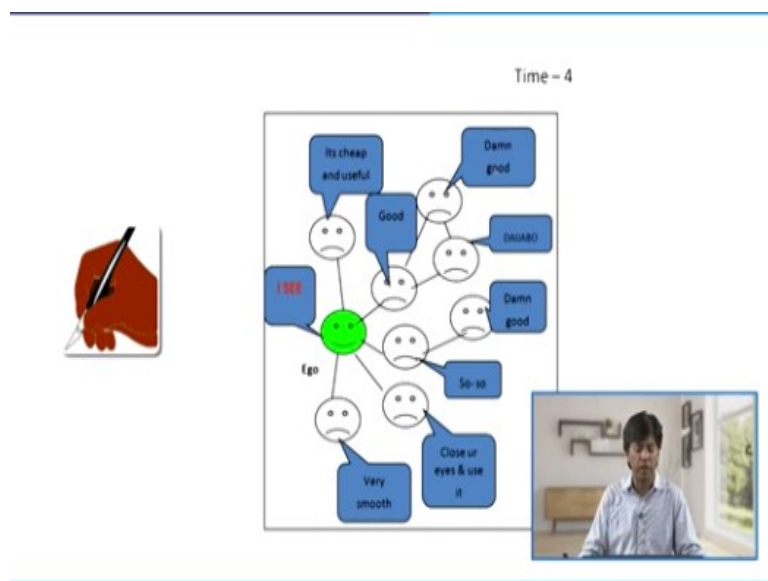 Time – 4
Its cheap
and useful
Damn
good
Good
I SEE
Damn
good
Ego
So- so
Close ur
eyes & use
it
Very
smooth